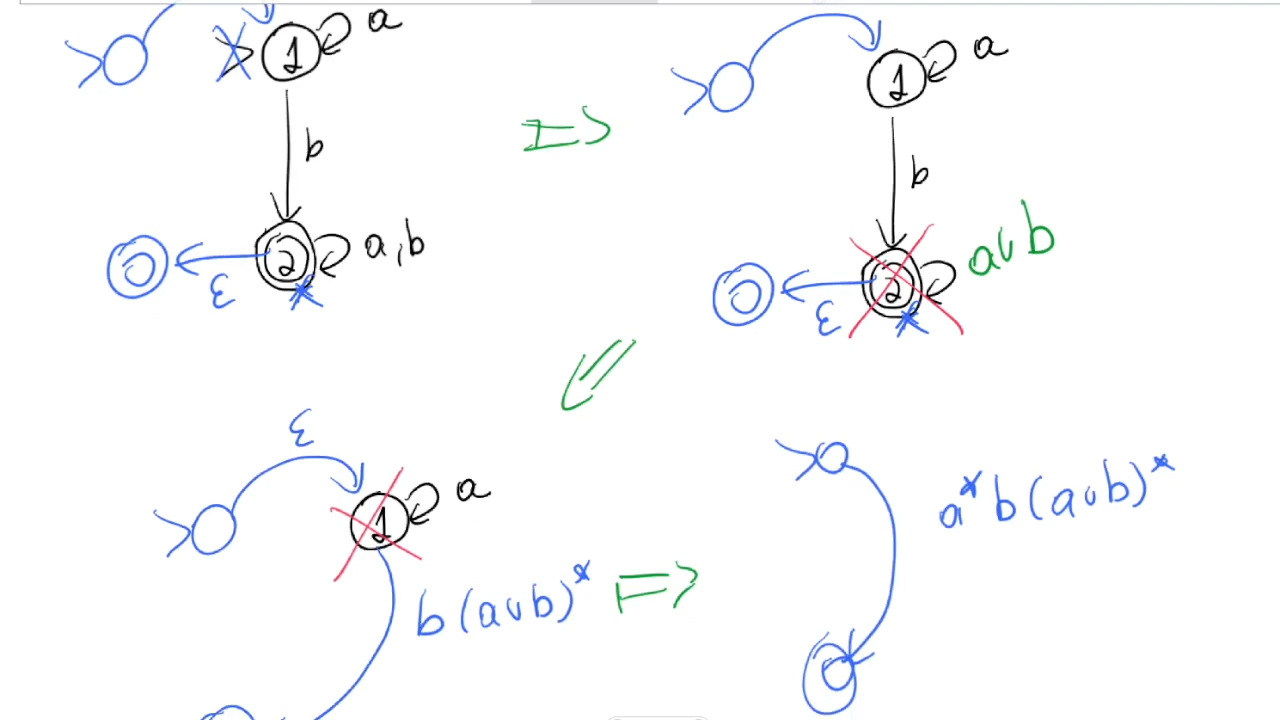 1 a
b
2 a,b
ε
1 a
b
2 a∪b
ε
ε
1 a
b(a∪b)*
a*b(a∪b)*